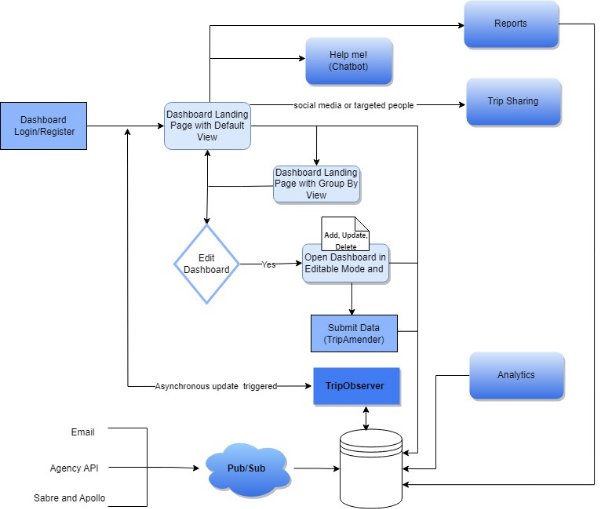 Reports
Help me!
(Chatbot)
Dashboard Landing
Page with Default
View
social media or targeted people
Trip Sharing
Dashboard
Login/Register
Dashboard Landing
Page with Group By
View
Add, Update,
Delete
Edit
Dashboard
Yes
Open Dashboard in
Editable Mode and
Submit Data
(TripAmender)
Asynchronous update triggered
TripObserver
Analytics
Email
Agency API
Pub/Sub
Sabre and Apollo